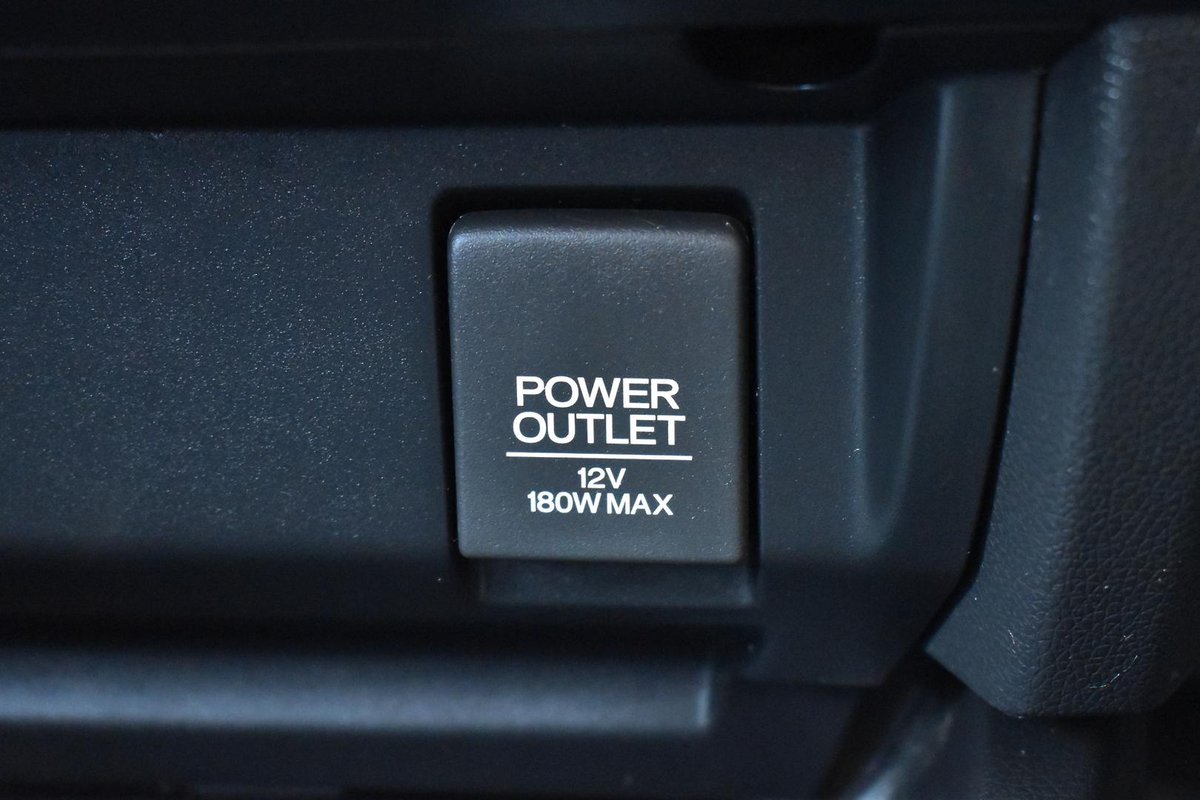 POWER
OUTLET
12V
180W MAX